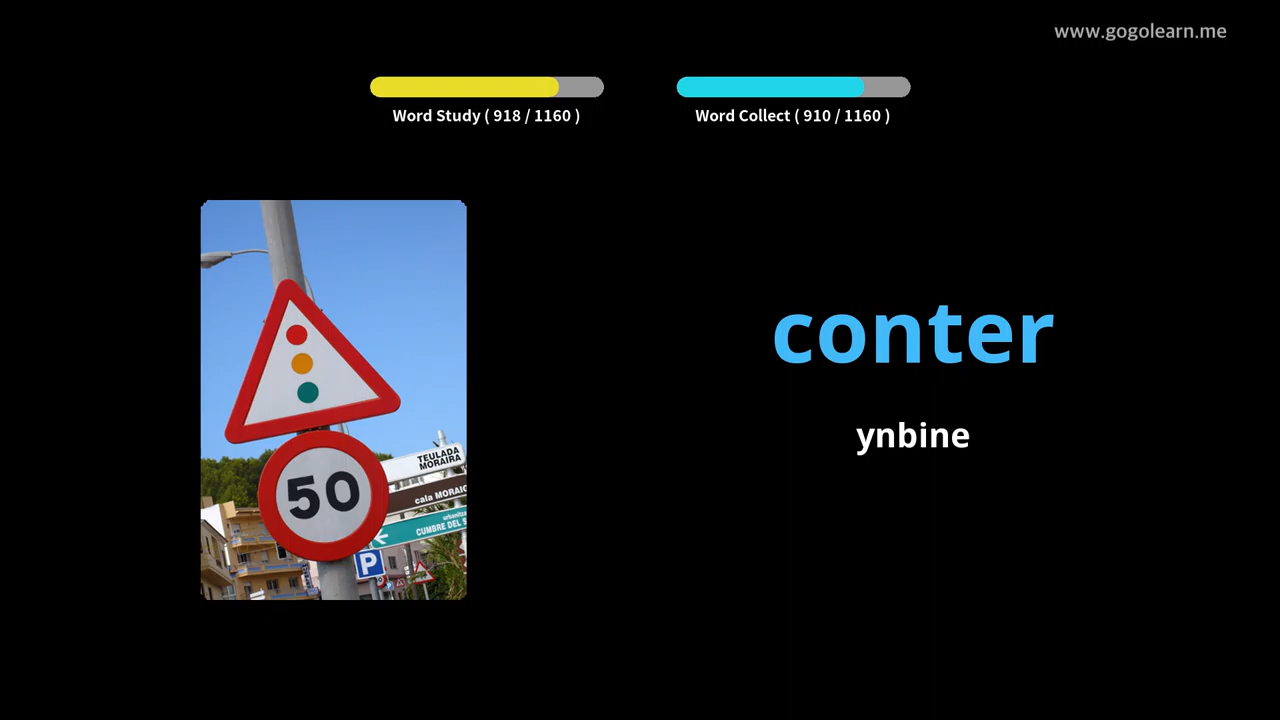 www.gogolearn.me
Word Study ( 918 / 1160 )
Word Collect ( 910 / 1160 )
conter
ynbine
50
TEULADA
MORAIRA
cala MORAIG
CUMBRE DEL S
P